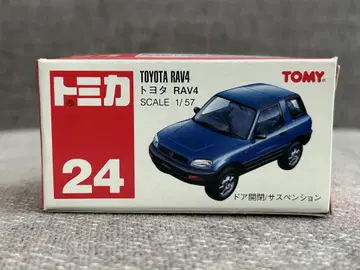 トミカ
24
TOYOTA RAV4
トヨタ RAV4
SCALE 1/57
TOMY
ドア開閉/サスペンション